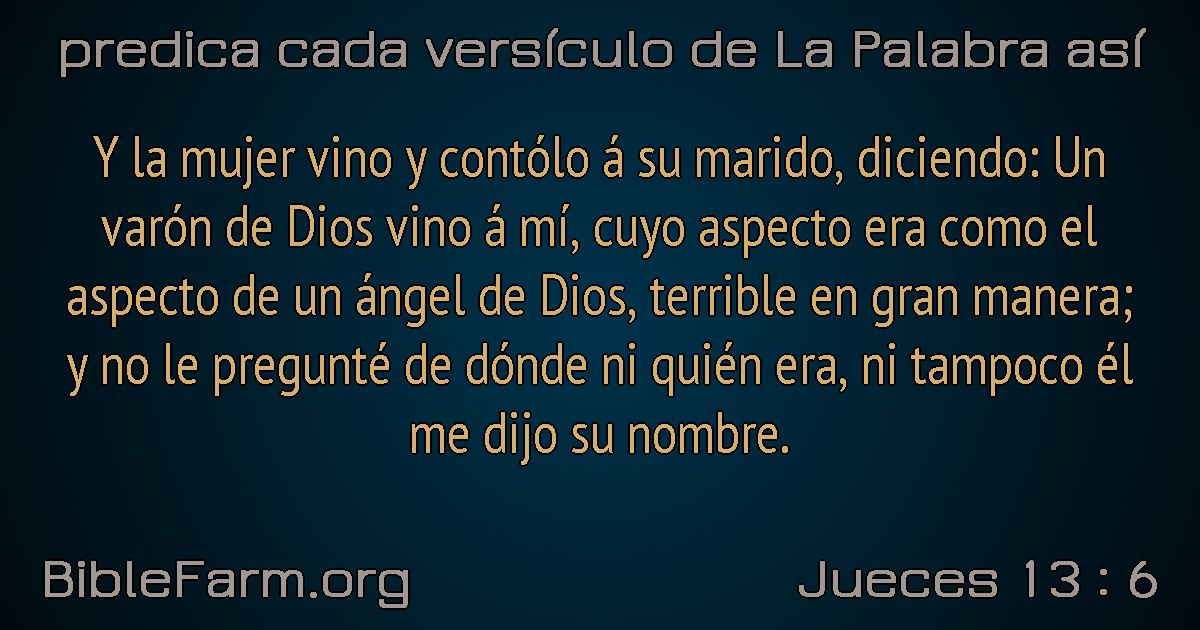 predica cada versículo de La Palabra así
Y la mujer vino y contólo á su marido, diciendo: Un
varón de Dios vino á mí, cuyo aspecto era como el
aspecto de un ángel de Dios, terrible en gran manera;
y no le pregunté de dónde ni quién era, ni tampoco él
me dijo su nombre.
BibleFarm.org
Jueces 13 : 6